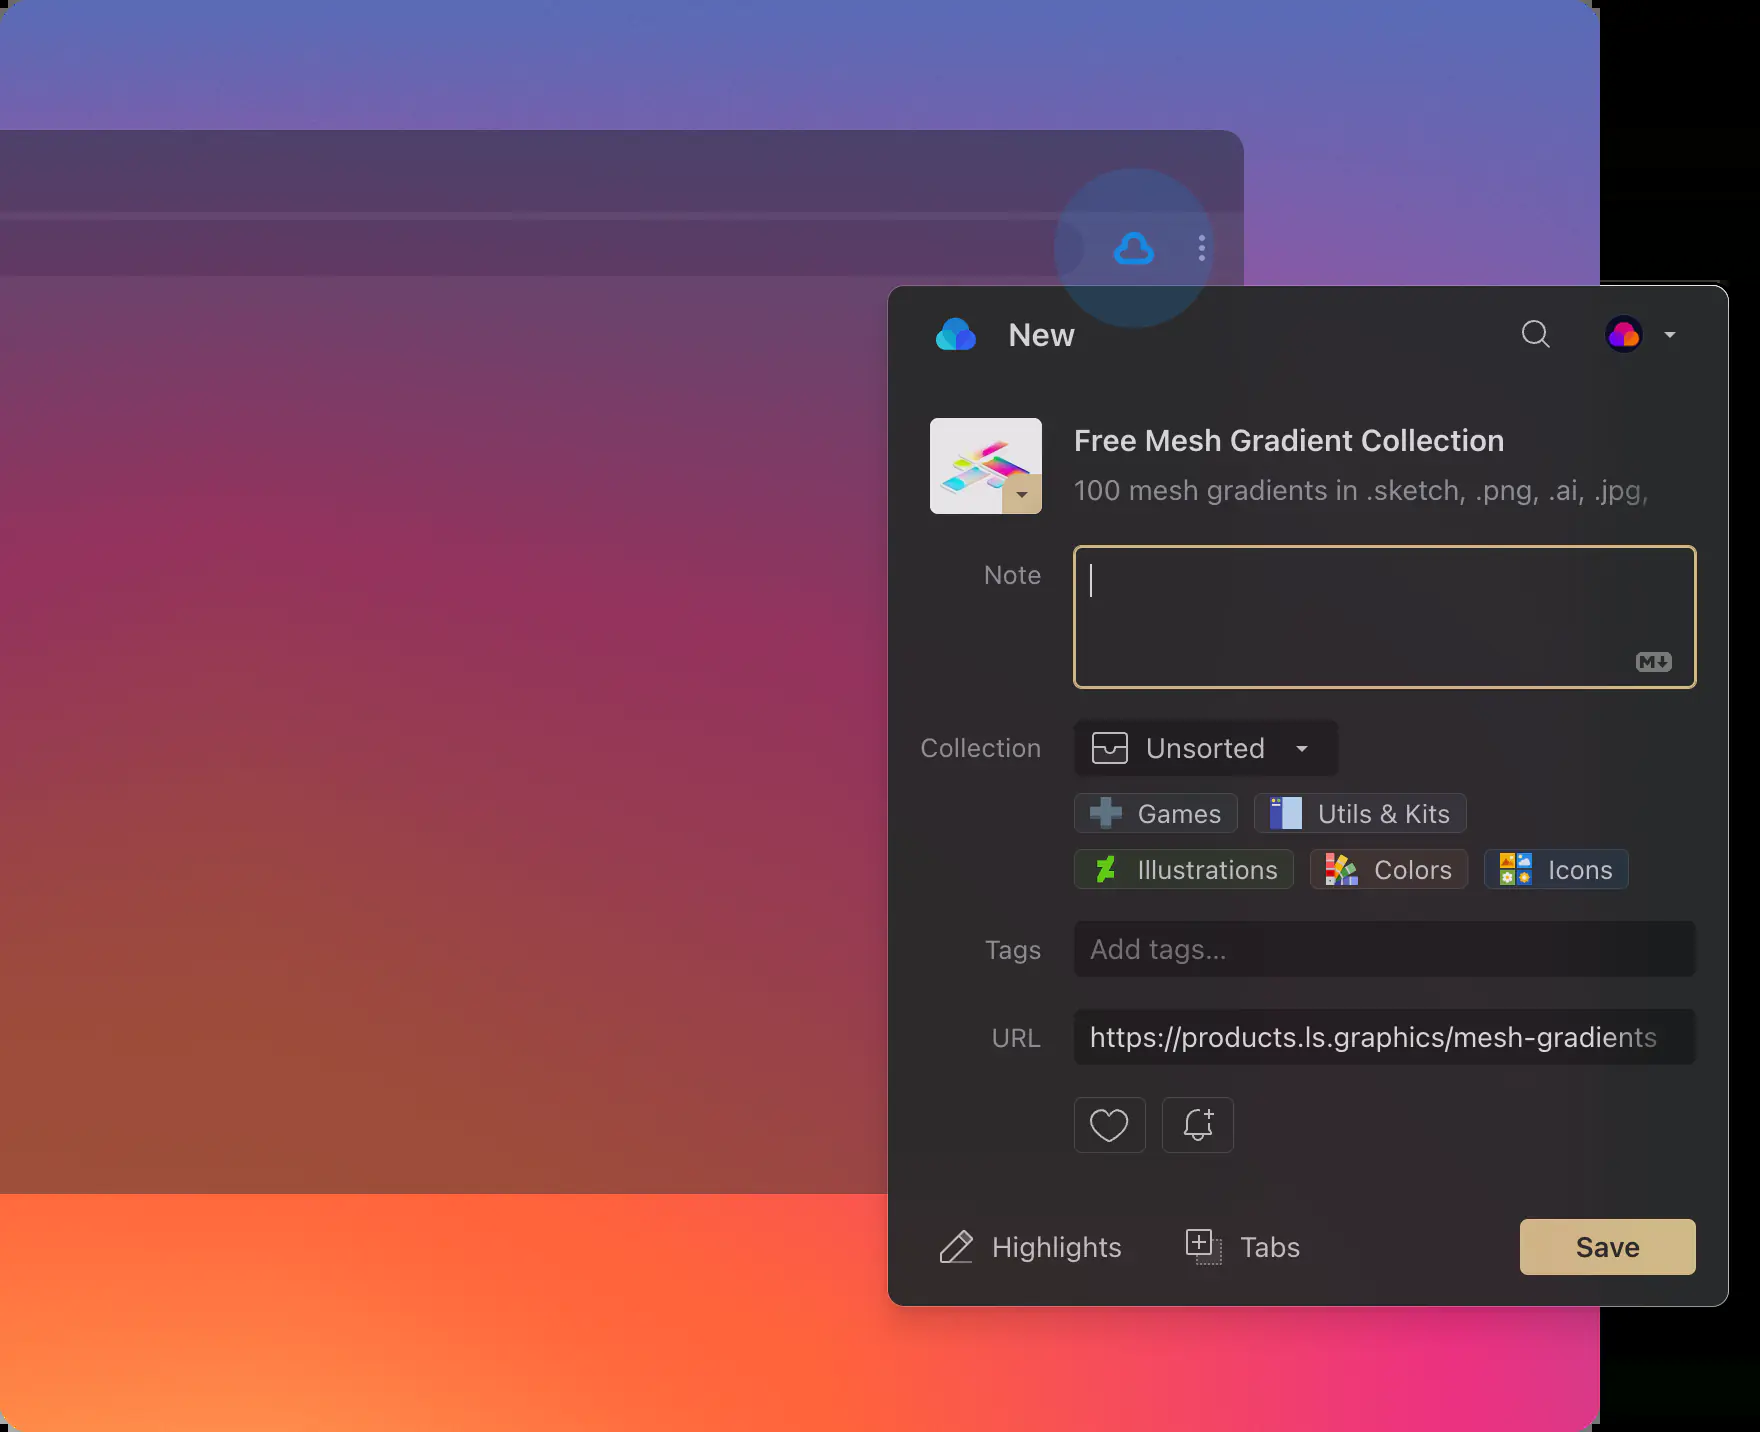 New
Free Mesh Gradient Collection
100 mesh gradients in .sketch, .png, .ai, .jpg,
Note
M
Collection
Unsorted
Games
Utils & Kits
Illustrations
Colors
Icons
Tags
Add tags...
URL
https://products.ls.graphics/mesh-gradients
Highlights
Tabs
Save